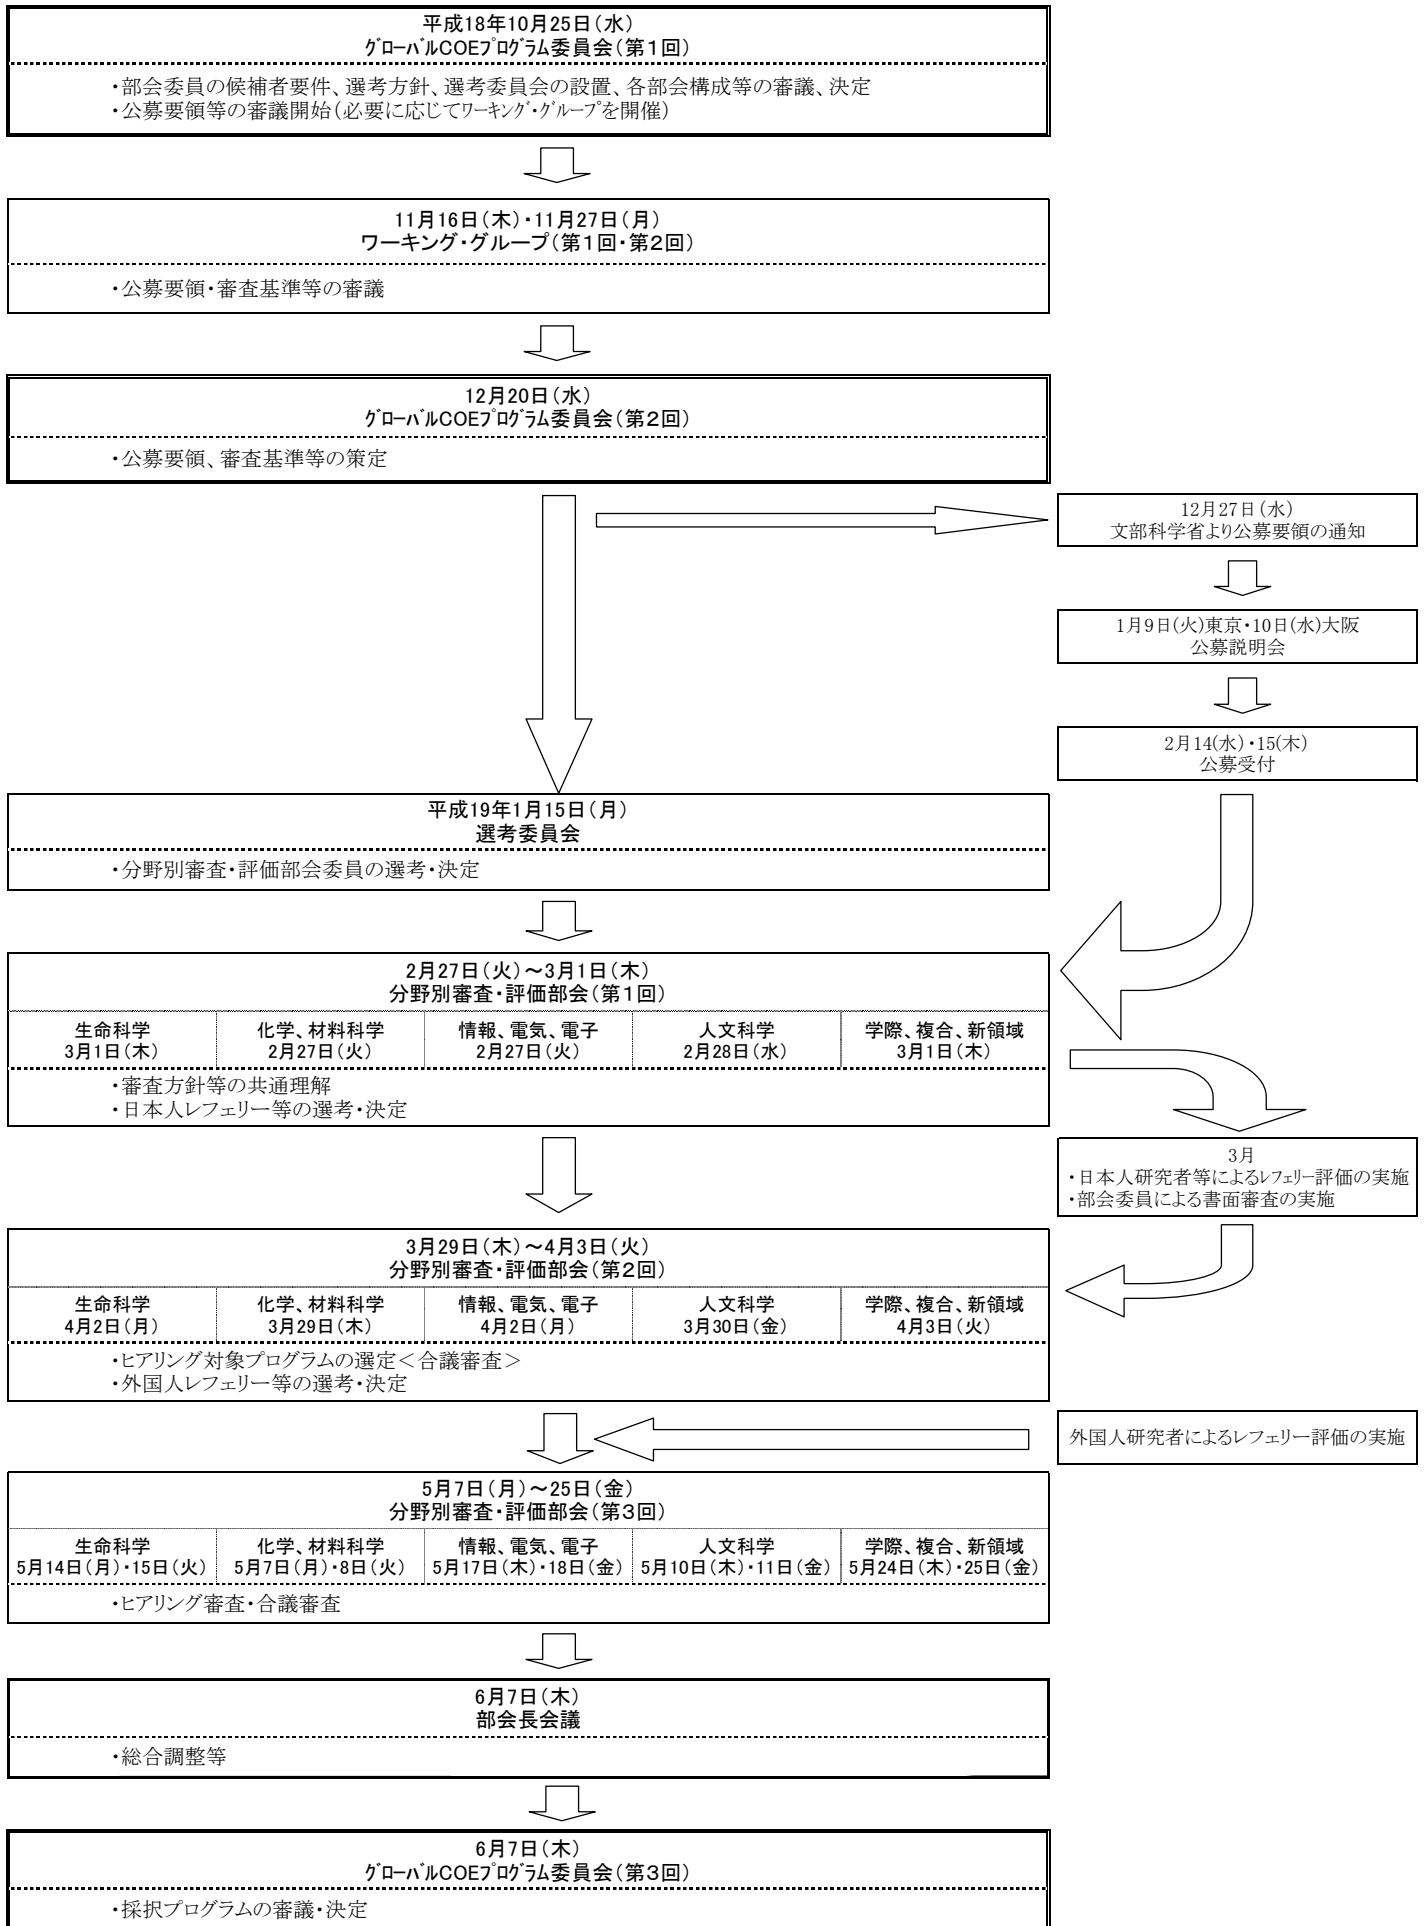 平成18年10月25日(水)
グローバルCOEプログラム委員会(第1回)
・部会委員の候補者要件、選考方針、選考委員会の設置、各部会構成等の審議、決定
・公募要領等の審議開始(必要に応じてワーキング・グループを開催)
11月16日(木)・11月27日(月)
ワーキング・グループ(第1回・第2回)
・公募要領・審査基準等の審議
12月20日(水)
グローバルCOEプログラム委員会(第2回)
・公募要領、審査基準等の策定
12月27日(水)
文部科学省より公募要領の通知
1月9日(火)東京・10日(水)大阪
公募説明会
2月14(水)・15(木)
公募受付
平成19年1月15日(月)
選考委員会
・分野別審査・評価部会委員の選考・決定
2月27日(火)~3月1日(木)
分野別審査・評価部会(第1回)
生命科学 化学、材料科学 情報、電気、電子 人文科学 学際、複合、新領域
3月1日(木) 2月27日(火) 2月27日(火) 2月28日(水) 3月1日(木)
・審査方針等の共通理解
・日本人レフェリー等の選考・決定
3月
・日本人研究者等によるレフェリー評価の実施
・部会委員による書面審査の実施
3月29日(木)~4月3日(火)
分野別審査・評価部会(第2回)
生命科学 化学、材料科学 情報、電気、電子 人文科学 学際、複合、新領域
4月2日(月) 3月29日(木) 4月2日(月) 3月30日(金) 4月3日(火)
・ヒアリング対象プログラムの選定<合議審査>
・外国人レフェリー等の選考・決定
外国人研究者によるレフェリー評価の実施
5月7日(月)~25日(金)
分野別審査・評価部会(第3回)
生命科学 化学、材料科学 情報、電気、電子 人文科学 学際、複合、新領域
5月14日(月)・15日(火) 5月7日(月)・8日(火) 5月17日(木)・18日(金) 5月10日(木)・11日(金) 5月24日(木)・25日(金)
・ヒアリング審査・合議審査
6月7日(木)
部会長会議
・総合調整等
6月7日(木)
グローバルCOEプログラム委員会(第3回)
・採択プログラムの審議・決定